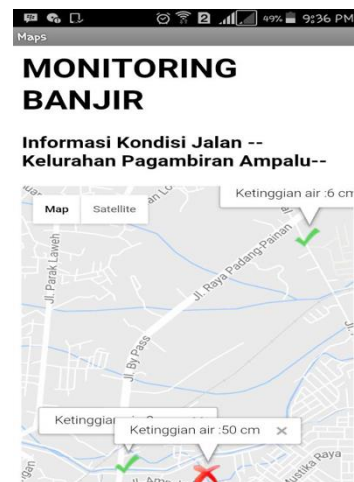 49% 9:36 PM
Maps
MONITORING
BANJIR
Informasi Kondisi Jalan --
Kelurahan Pagambiran Ampalu--
Ketinggian air :6 cm
Map Satellite
Jl. Parak Laweh
Jl. Raya Padang-Painan
Jl. By Pass
Ketinggian air :50 cm ×
Raya